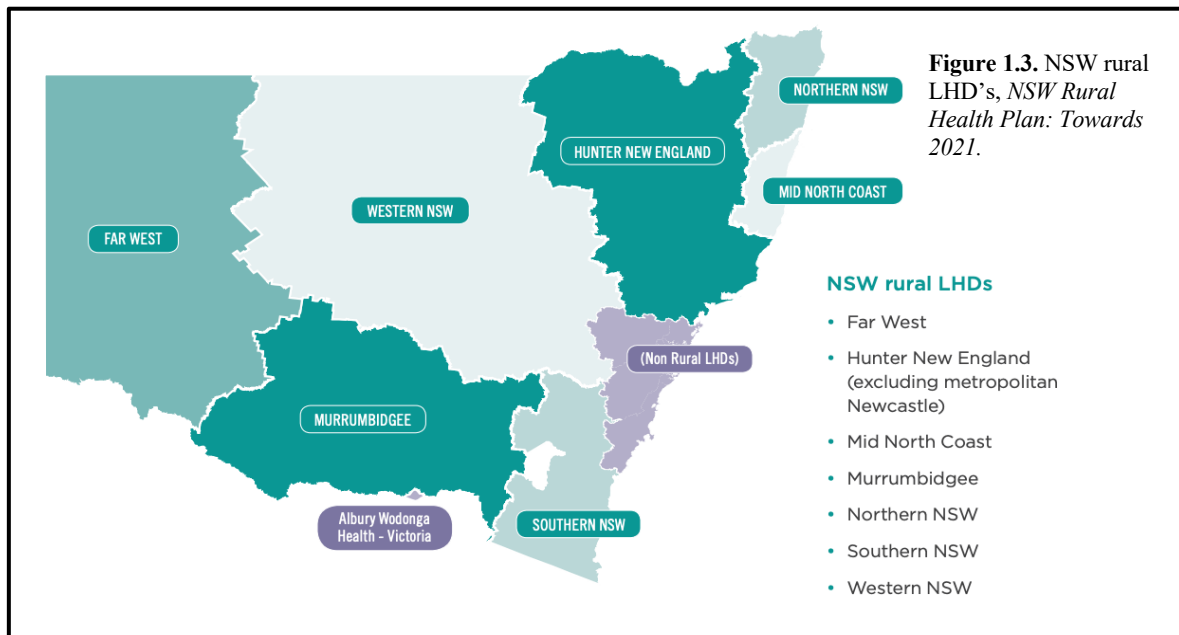 Figure 1.3. NSW rural
LHD’s, NSW Rural
Health Plan: Towards
2021.
NORTHERN NSW
HUNTER NEW ENGLAND
MID NORTH COAST
WESTERN NSW
FAR WEST
(Non Rural LHDs)
MURRUMBIDGEE
Albury Wodonga
Health - Victoria
SOUTHERN NSW
NSW rural LHDs
• Far West
• Hunter New England
(excluding metropolitan
Newcastle)
• Mid North Coast
• Murrumbidgee
• Northern NSW
• Southern NSW
• Western NSW